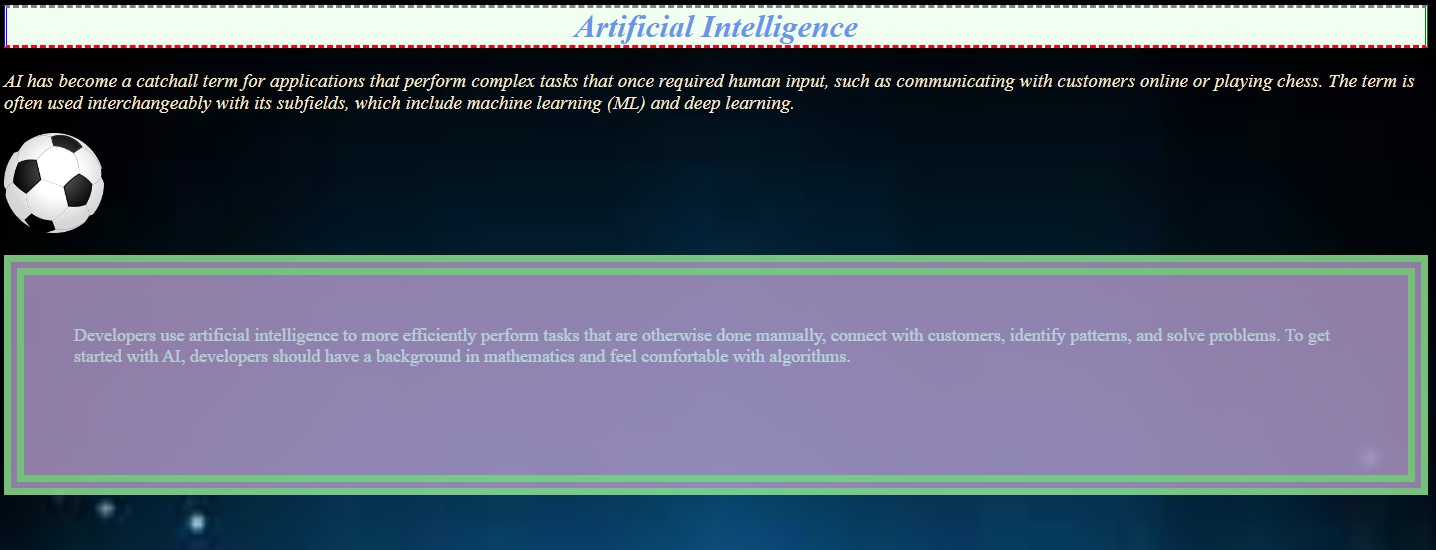 Artificial Intelligence
AI has become a catchall term for applications that perform complex tasks that once required human input, such as communicating with customers online or playing chess. The term is
often used interchangeably with its subfields, which include machine learning (ML) and deep learning.
Developers use artificial intelligence to more efficiently perform tasks that are otherwise done manually, connect with customers, identify patterns, and solve problems. To get
started with AI, developers should have a background in mathematics and feel comfortable with algorithms.